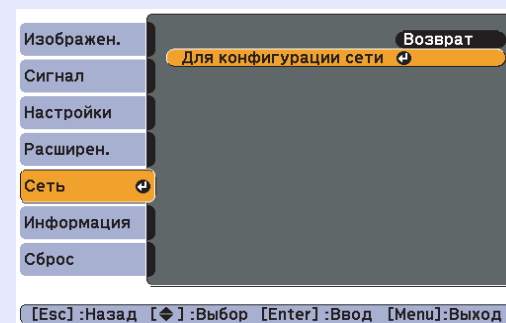 Изображен.
Сигнал
Настройки
Расширен.
Сеть
Информация
Сброс
Возврат
Для конфигурации сети
[Esc] :Назад [◆] :Выбор [Enter] :Ввод [Menu]:Выход